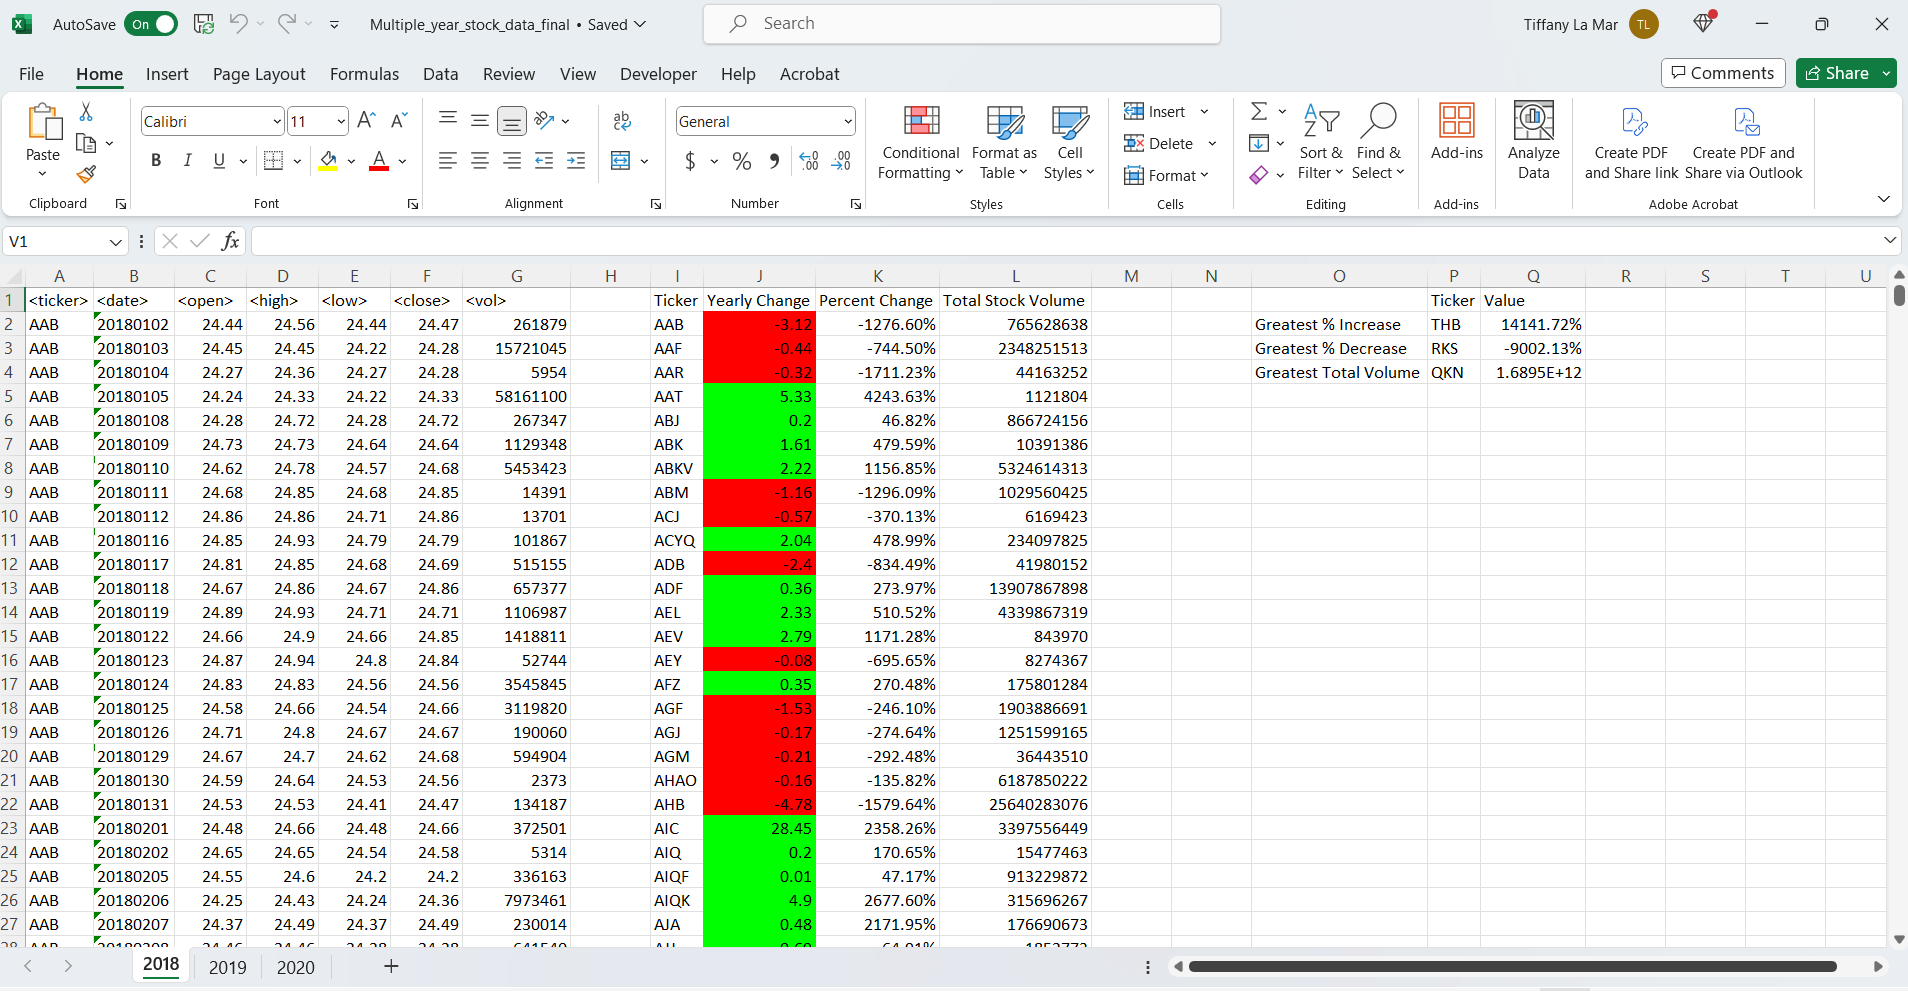 AutoSave On Multiple_year_stock_data_final • Saved Search Tiffany La Mar TL
File Home Insert Page Layout Formulas Data Review View Developer Help Acrobat Comments Share
Paste Calibri 11 General Conditional Formatting Format as Table Cell Styles Insert Delete Format Sort & Filter Find & Select Add-ins Analyze Data Create PDF and Share link Create PDF and Share via Outlook
Clipboard Font Alignment Number Styles Cells Editing Add-ins Adobe Acrobat
V1 fx
A B C D E F G H I J K L M N O P Q R S T U
1 <ticker> <date> <open> <high> <low> <close> <vol> Ticker Yearly Change Percent Change Total Stock Volume Ticker Value
2 AAB 20180102 24.44 24.56 24.44 24.47 261879 AAB -3.12 -1276.60% 765628638 Greatest % Increase THB 14141.72%
3 AAB 20180103 24.45 24.45 24.22 24.28 15721045 AAF -0.44 -744.50% 2348251513 Greatest % Decrease RKS -9002.13%
4 AAB 20180104 24.27 24.36 24.27 24.28 5954 AAR -0.32 -1711.23% 44163252 Greatest Total Volume QKN 1.6895E+12
5 AAB 20180105 24.24 24.33 24.22 24.33 58161100 AAT 5.33 4243.63% 1121804
6 AAB 20180108 24.28 24.72 24.28 24.72 267347 ABJ 0.2 46.82% 866724156
7 AAB 20180109 24.73 24.73 24.64 24.64 1129348 ABK 1.61 479.59% 10391386
8 AAB 20180110 24.62 24.78 24.57 24.68 5453423 ABKV 2.22 1156.85% 5324614313
9 AAB 20180111 24.68 24.85 24.68 24.85 14391 ABM -1.16 -1296.09% 1029560425
10 AAB 20180112 24.86 24.86 24.71 24.86 13701 ACJ -0.57 -370.13% 6169423
11 AAB 20180116 24.85 24.93 24.79 24.79 101867 ACYQ 2.04 478.99% 234097825
12 AAB 20180117 24.81 24.85 24.68 24.69 515155 ADB -2.4 -834.49% 41980152
13 AAB 20180118 24.67 24.86 24.67 24.86 657377 ADF 0.36 273.97% 13907867898
14 AAB 20180119 24.89 24.93 24.71 24.71 1106987 AEL 2.33 510.52% 4339867319
15 AAB 20180122 24.66 24.9 24.66 24.85 1418811 AEV 2.79 1171.28% 843970
16 AAB 20180123 24.87 24.94 24.8 24.84 52744 AEY -0.08 -695.65% 8274367
17 AAB 20180124 24.83 24.83 24.56 24.56 3545845 AFZ 0.35 270.48% 175801284
18 AAB 20180125 24.58 24.66 24.54 24.66 3119820 AGF -1.53 -246.10% 1903886691
19 AAB 20180126 24.71 24.8 24.67 24.67 190060 AGJ -0.17 -274.64% 1251599165
20 AAB 20180129 24.67 24.7 24.62 24.68 594904 AGM -0.21 -292.48% 36443510
21 AAB 20180130 24.59 24.64 24.53 24.56 2373 AHAO -0.16 -135.82% 6187850222
22 AAB 20180131 24.53 24.53 24.41 24.47 134187 AHB -4.78 -1579.64% 25640283076
23 AAB 20180201 24.48 24.66 24.48 24.66 372501 AIC 28.45 2358.26% 3397556449
24 AAB 20180202 24.65 24.65 24.54 24.58 5314 AIQ 0.2 170.65% 15477463
25 AAB 20180205 24.55 24.6 24.2 24.2 336163 AIQF 0.01 47.17% 913229872
26 AAB 20180206 24.25 24.43 24.24 24.36 7973461 AIQK 4.9 2677.60% 315696267
27 AAB 20180207 24.37 24.49 24.37 24.49 230014 AJA 0.48 2171.95% 176690673
2018 2019 2020